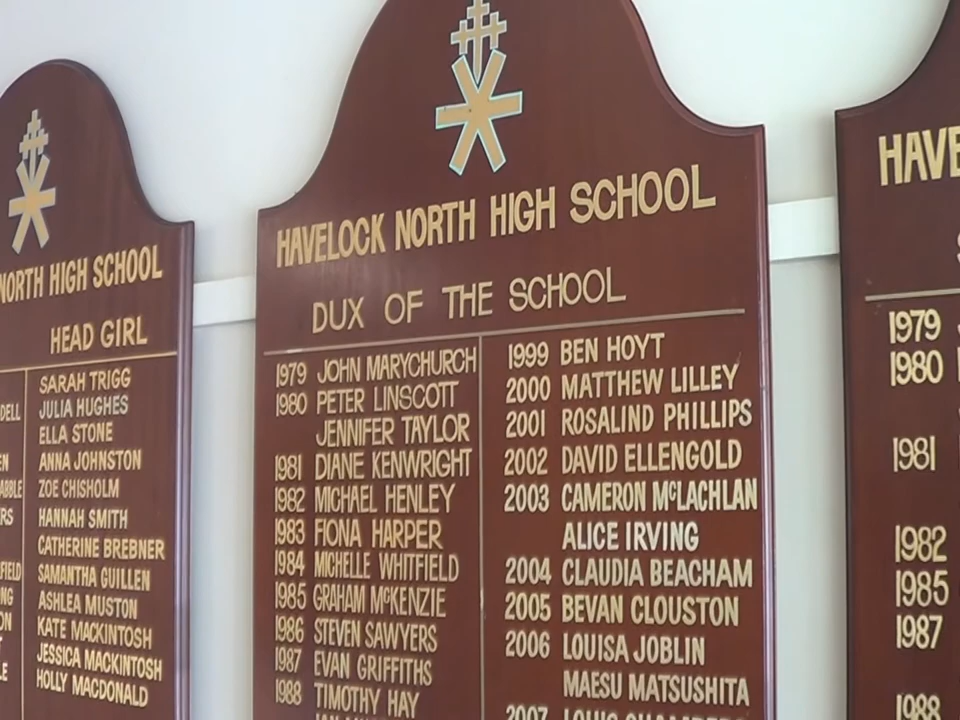 NORTH HIGH SCHOOL
HEAD GIRL
DELL
SARAH TRIGG
JULIA HUGHES
ELLA STONE
ANNA JOHNSTON
ZOE CHISHOLM
HANNAH SMITH
CATHERINE BREBNER
SAMANTHA GUILLEN
ASHLEA MUSTON
KATE MACKINTOSH
JESSICA MACKINTOSH
HOLLY MACDONALD
HAVELOCK NORTH HIGH SCHOOL
DUX OF THE SCHOOL
1979 JOHN MARYCHURCH
1980 PETER LINSCOTT
JENNIFER TAYLOR
1981 DIANE KENWRIGHT
1982 MICHAEL HENLEY
1983 FIONA HARPER
1984 MICHELLE WHITFIELD
1985 GRAHAM McKENZIE
1986 STEVEN SAWYERS
1987 EVAN GRIFFITHS
1988 TIMOTHY HAY
1999 BEN HOYT
2000 MATTHEW LILLEY
2001 ROSALIND PHILLIPS
2002 DAVID ELLENGOLD
2003 CAMERON McLACHLAN
ALICE IRVING
2004 CLAUDIA BEACHAM
2005 BEVAN CLOUSTON
2006 LOUISA JOBLIN
MAESU MATSUSHITA
2007 LOUIS
HAVE
1979
1980
1981
1982
1985
1987
1988